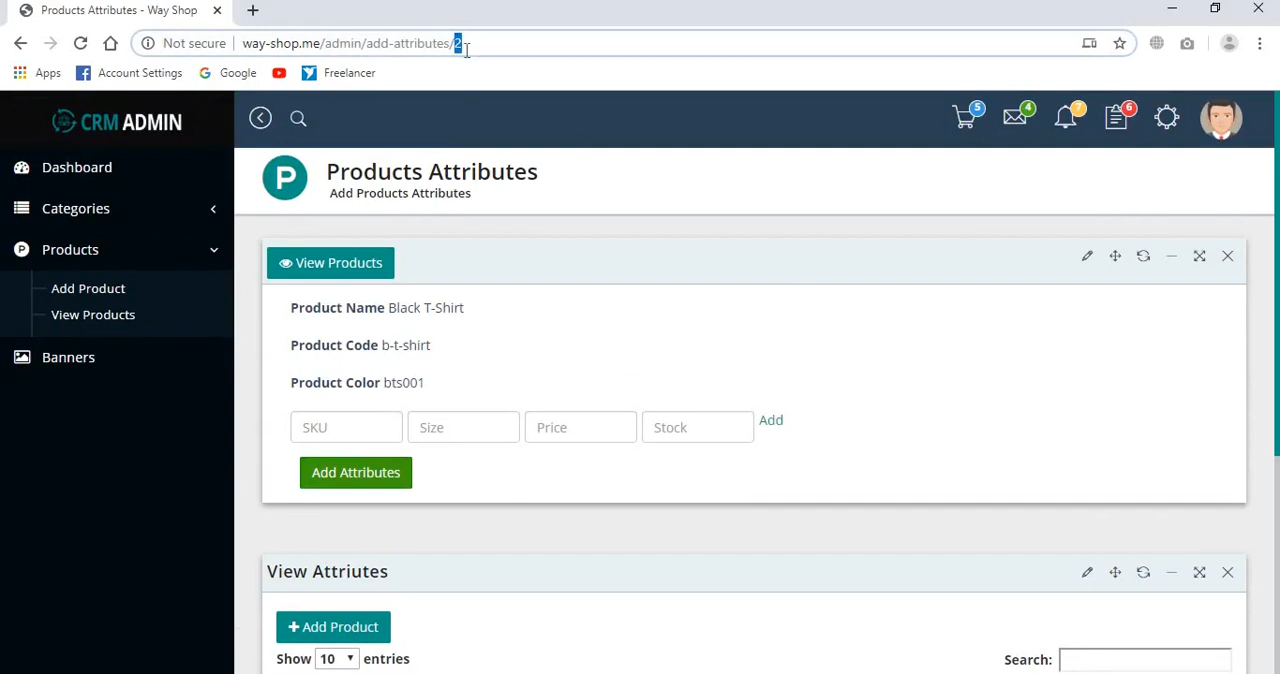 Products Attributes - Way Shop
Not secure way-shop.me/admin/add-attributes/2
Apps Account Settings Google Freelancer
CRM ADMIN
5 4 7 6
Dashboard
Categories
Products
Add Product
View Products
Banners
P Products Attributes
Add Products Attributes
View Products
Product Name Black T-Shirt
Product Code b-t-shirt
Product Color bts001
SKU Size Price Stock Add
Add Attributes
View Attriutes
Add Product
Show 10 entries Search: